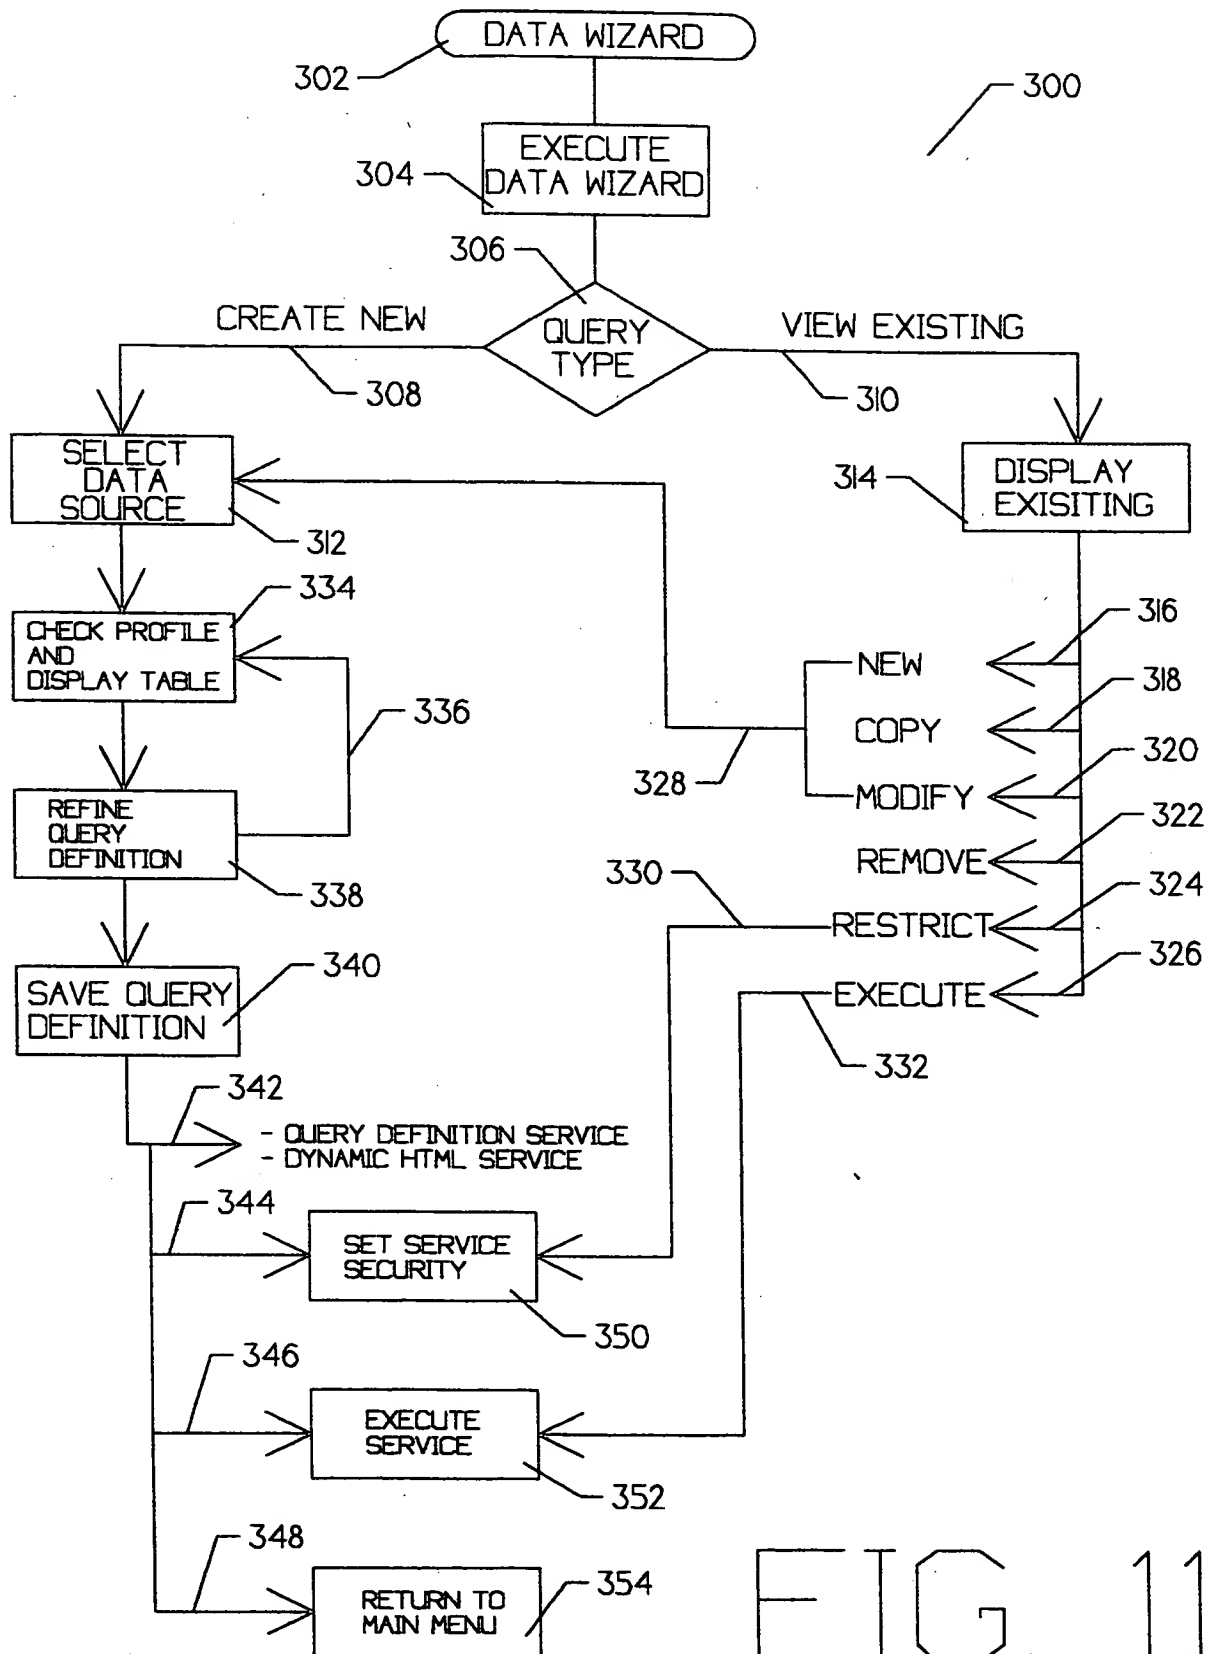 DATA WIZARD
302
300
EXECUTE
DATA WIZARD
304
306
CREATE NEW
QUERY
TYPE
VIEW EXISTING
308
310
SELECT
DATA
SOURCE
312
314
DISPLAY
EXISITING
334
CHECK PROFILE
AND
DISPLAY TABLE
336
316
NEW
318
COPY
320
328
MODIFY
322
REMOVE
324
330
RESTRICT
326
EXECUTE
332
REFINE
QUERY
DEFINITION
338
340
SAVE QUERY
DEFINITION
342
- QUERY DEFINITION SERVICE
- DYNAMIC HTML SERVICE
344
SET SERVICE
SECURITY
350
346
EXECUTE
SERVICE
352
348
RETURN TO
MAIN MENU
354
FIG. 11